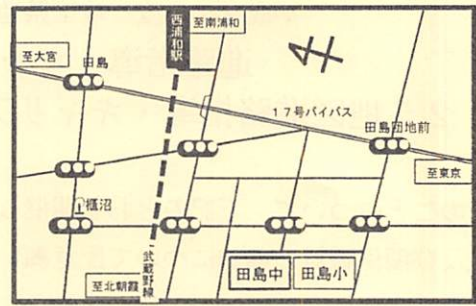 西浦和駅
至南浦和
至大宮
田島
17号バイパス
田島団地前
至東京
沼
武蔵野線
至北朝霞
田島中
田島小